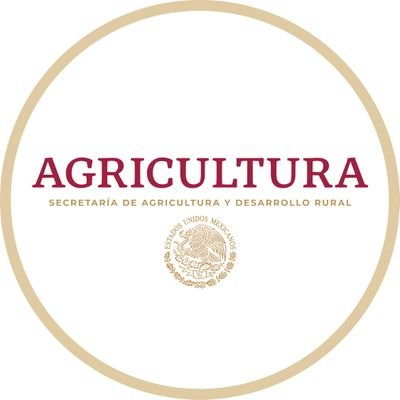 AGRICULTURA
SECRETARÍA DE AGRICULTURA Y DESARROLLO RURAL
ESTADOS UNIDOS MEXICANOS